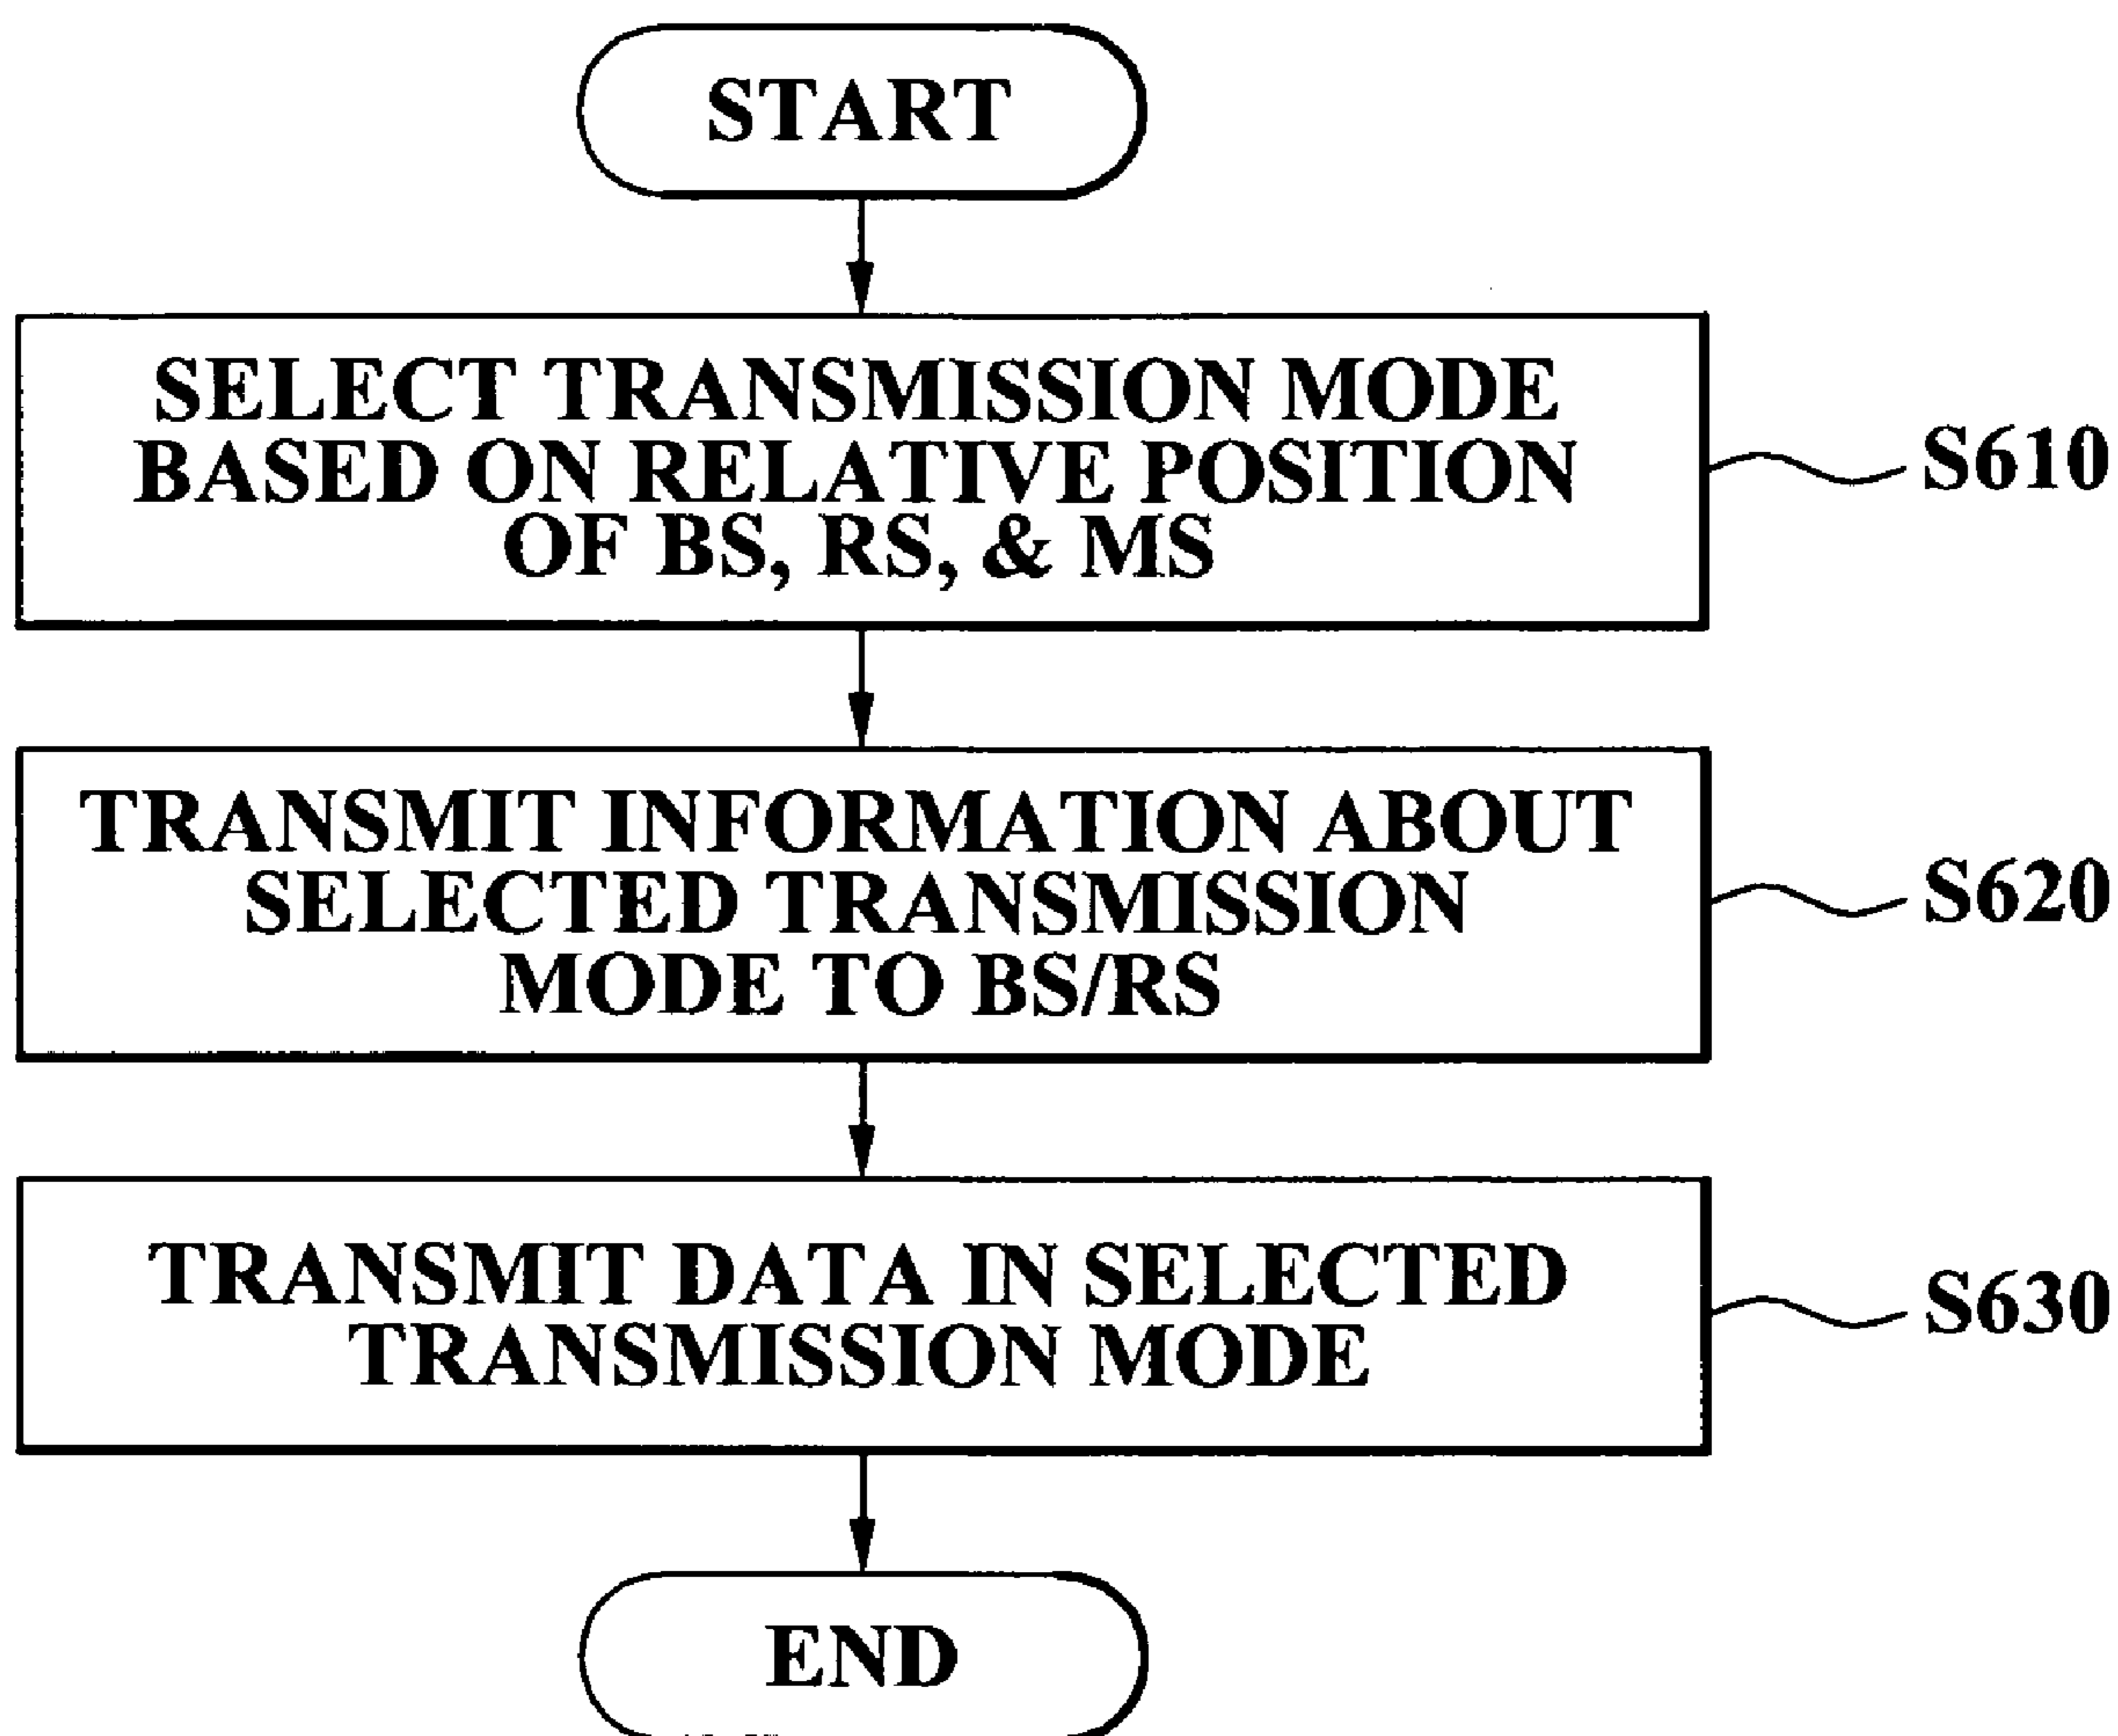 START
SELECT TRANSMISSION MODE
BASED ON RELATIVE POSITION
OF BS, RS, & MS
S610
TRANSMIT INFORMATION ABOUT
SELECTED TRANSMISSION
MODE TO BS/RS
S620
TRANSMIT DATA IN SELECTED
TRANSMISSION MODE
S630
END